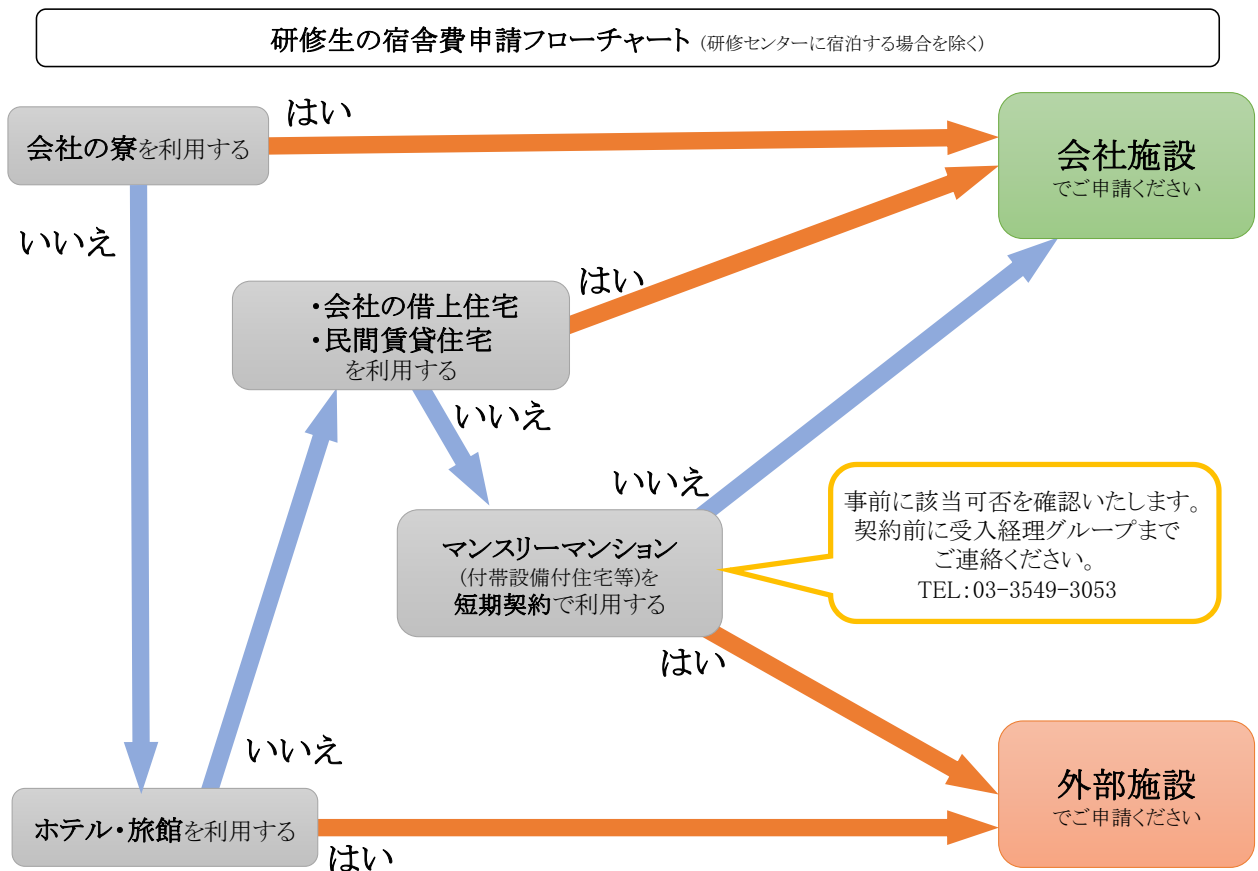 研修生の宿舎費申請フローチャート (研修センターに宿泊する場合を除く)
はい
会社の寮を利用する
会社施設
でご申請ください
いいえ
はい
・会社の借上住宅
・民間賃貸住宅
を利用する
いいえ
いいえ
事前に該当可否を確認いたします。
契約前に受入経理グループまで
ご連絡ください。
TEL:03-3549-3053
マンスリーマンション
(付帯設備付住宅等)を
短期契約で利用する
はい
いいえ
外部施設
でご申請ください
ホテル・旅館を利用する
はい